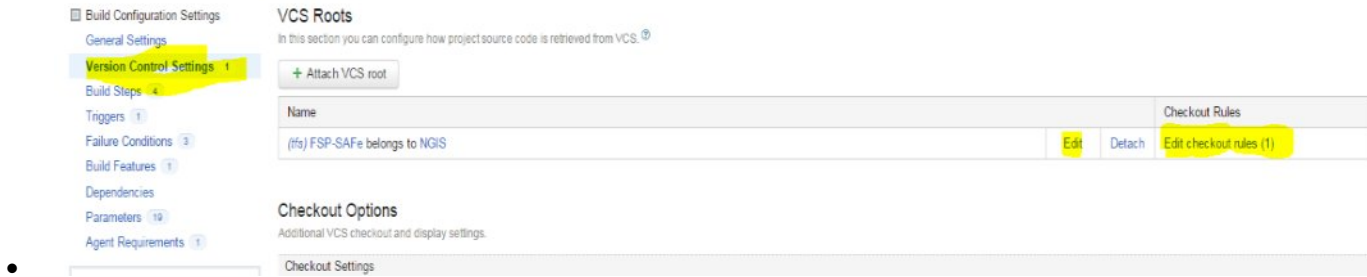 Build Configuration Settings
General Settings
Version Control Settings 1
Build Steps 4
Triggers 1
Failure Conditions 3
Build Features 1
Dependencies
Parameters 19
Agent Requirements 1
VCS Roots
In this section you can configure how project source code is retrieved from VCS.
+ Attach VCS root
Name Checkout Rules
(tfs) FSP-SAFe belongs to NGIS Edit Detach Edit checkout rules (1)
Checkout Options
Additional VCS checkout and display settings.
Checkout Settings